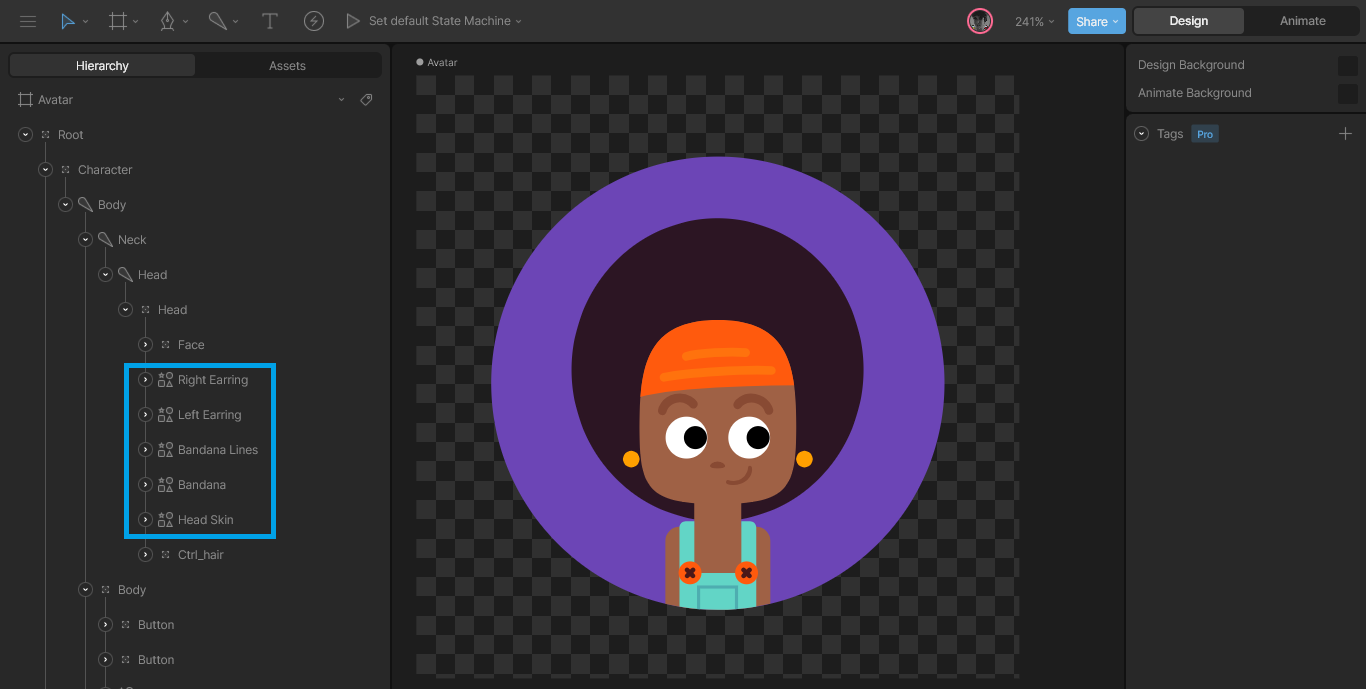 Set default State Machine
241%
Share
Design
Animate
Hierarchy
Assets
Avatar
Root
Character
Body
Neck
Head
Head
Face
Right Earring
Left Earring
Bandana Lines
Bandana
Head Skin
Ctrl_hair
Body
Button
Button
Avatar
Design Background
Animate Background
Tags Pro